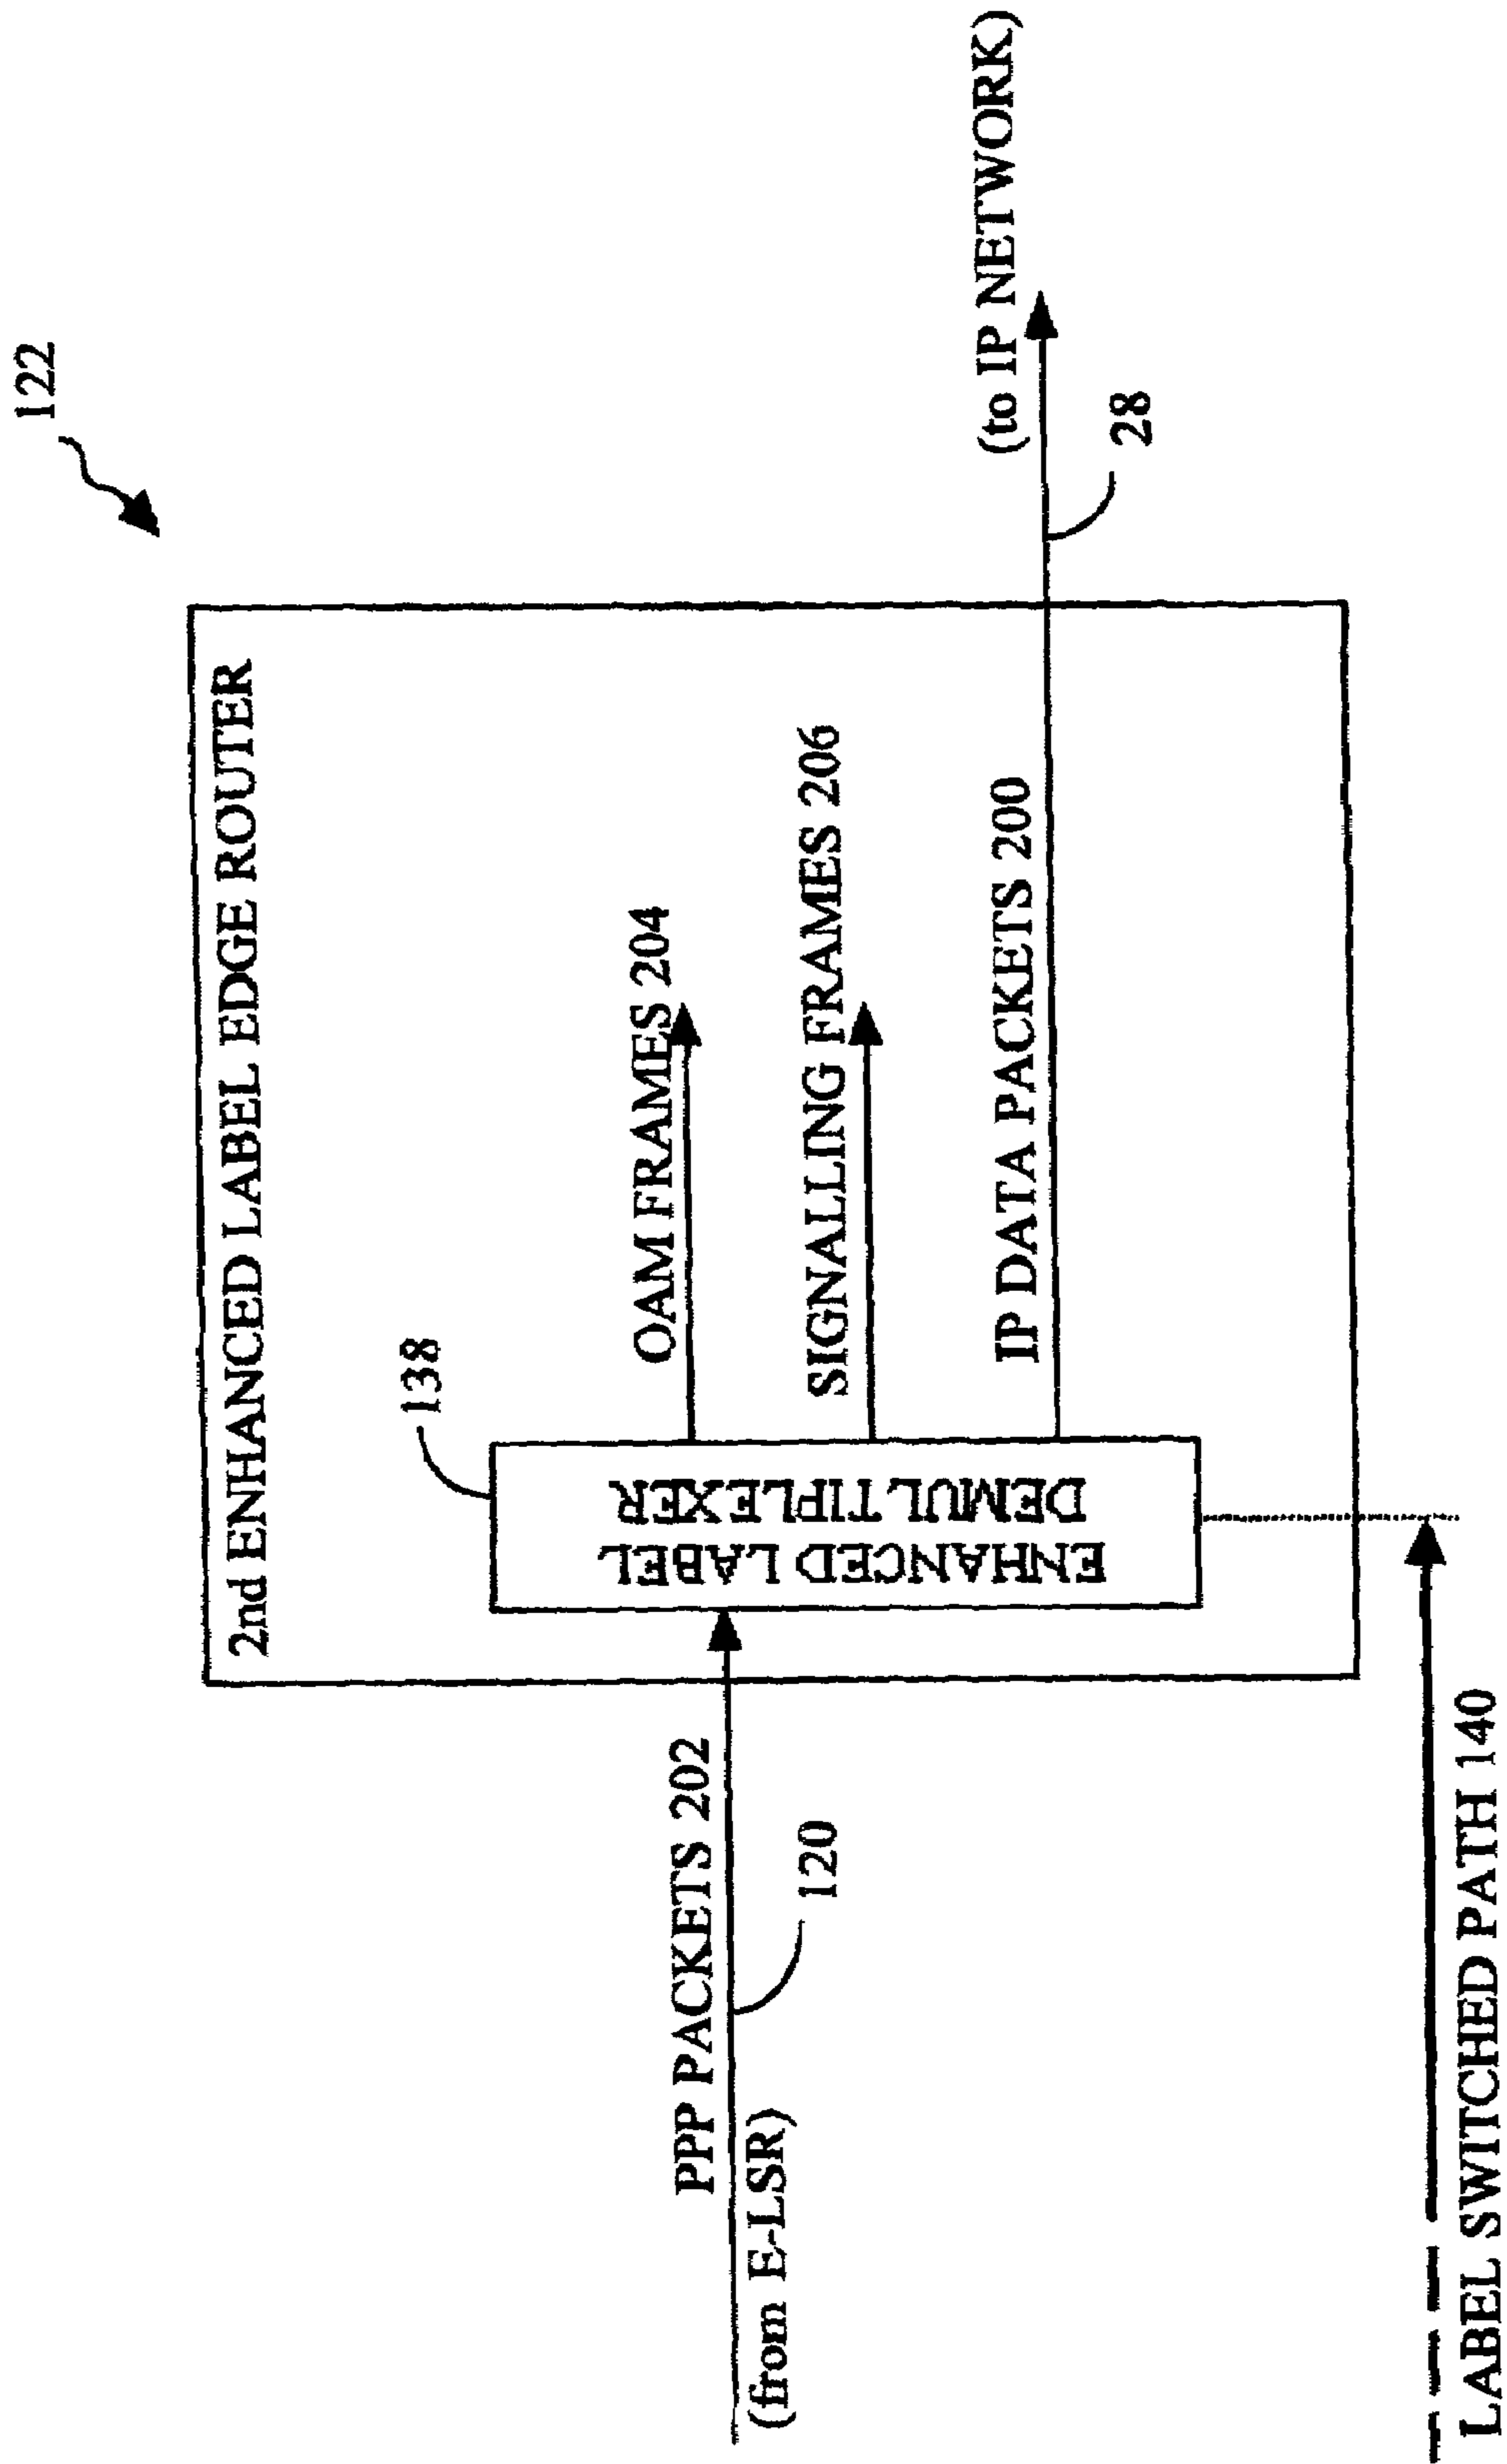 122
2nd ENHANCED LABEL EDGE ROUTER
138
OAM FRAMES 204
SIGNALLING FRAMES 206
IP DATA PACKETS 200
(to IP NETWORK)
28
ENHANCED LABEL
DEMULTIPLEXER
PPP PACKETS 202
(from E-LSR)
120
LABEL SWITCHED PATH 140